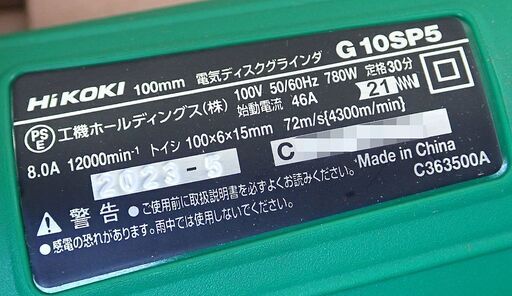 HiKOKI 100mm 電気ディスクグラインダ G 10SP5
100V 50/60Hz 780W 定格30分
始動電流 46A 21
PS E 工機ホールディングス(株)
8.0A 12000min⁻¹ トイシ 100×6×15mm 72m/s{4300m/min}
2023-5 C Made in China
C363500A
警告 ●ご使用前に取扱説明書を必ずよくお読みください。
●感電の恐れがあります。雨中では使用しないでください。